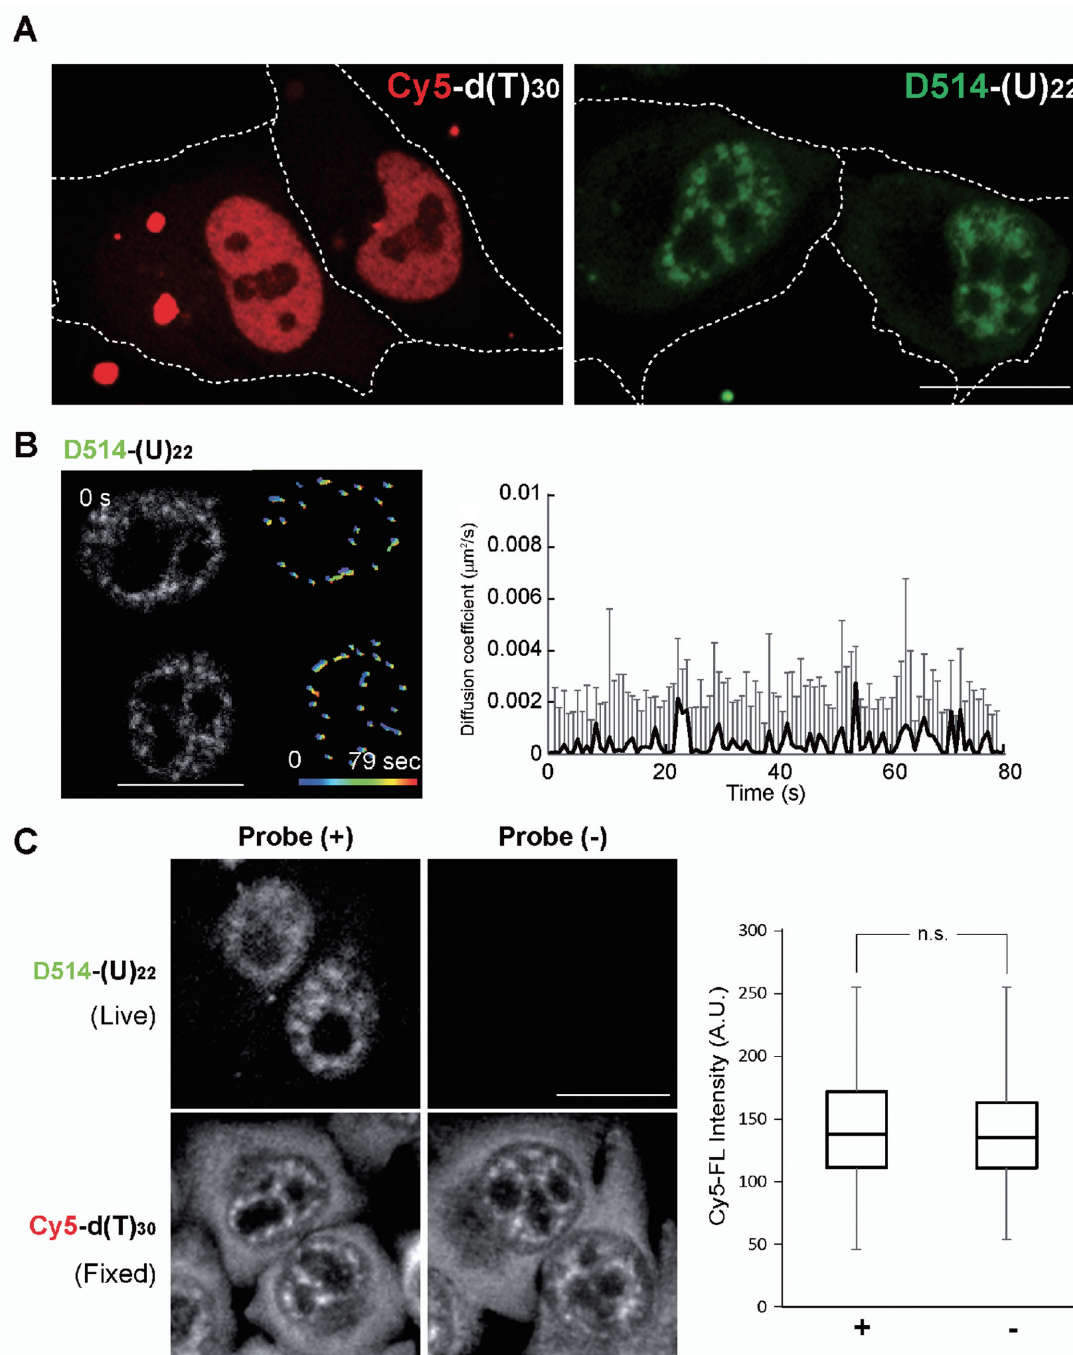 A
Cy5-d(T)30
D514-(U)22
B
D514-(U)22
0 s
0 79 sec
0.01
0.008
0.006
0.004
0.002
0
Diffusion coefficient (μm²/s)
0 20 40 60 80
Time (s)
C
Probe (+) Probe (-)
D514-(U)22
(Live)
Cy5-d(T)30
(Fixed)
n.s.
300
250
200
150
100
50
0
Cy5-FL Intensity (A.U.)
+ -